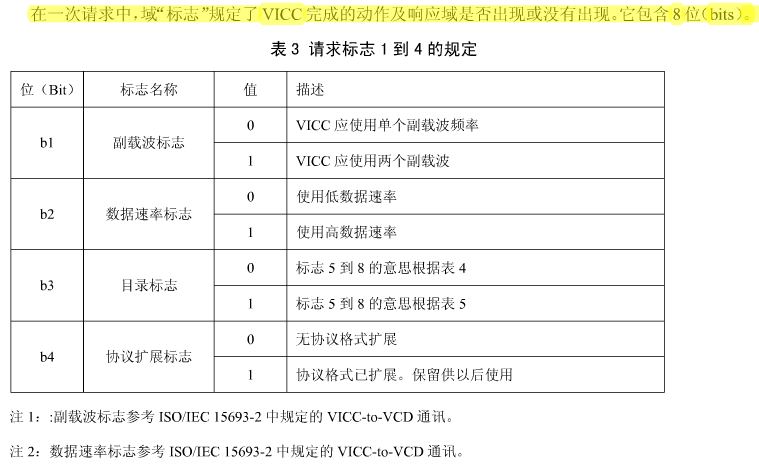 在一次请求中,域“标志”规定了 VICC 完成的动作及响应域是否出现或没有出现。它包含 8 位(bits)。
表 3 请求标志 1 到 4 的规定
位（Bit） 标志名称 值 描述
b1 副载波标志 0 VICC 应使用单个副载波频率
1 VICC 应使用两个副载波
b2 数据速率标志 0 使用低数据速率
1 使用高数据速率
b3 目录标志 0 标志 5 到 8 的意思根据表 4
1 标志 5 到 8 的意思根据表 5
b4 协议扩展标志 0 无协议格式扩展
1 协议格式已扩展。保留供以后使用
注 1：:副载波标志参考 ISO/IEC 15693-2 中规定的 VICC-to-VCD 通讯。
注 2：数据速率标志参考 ISO/IEC 15693-2 中规定的 VICC-to-VCD 通讯。